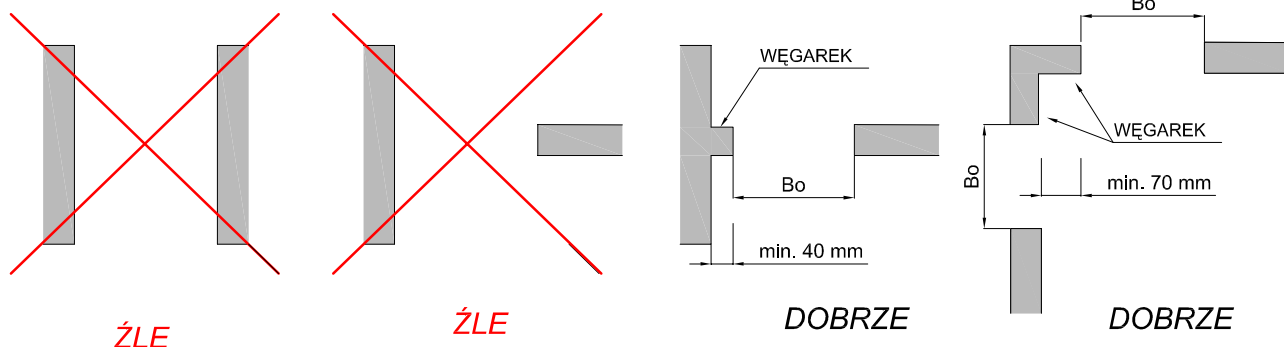 ŹLE
ŹLE
WĘGAREK
Bo
min. 40 mm
DOBRZE
Bo
WĘGAREK
Bo
min. 70 mm
DOBRZE